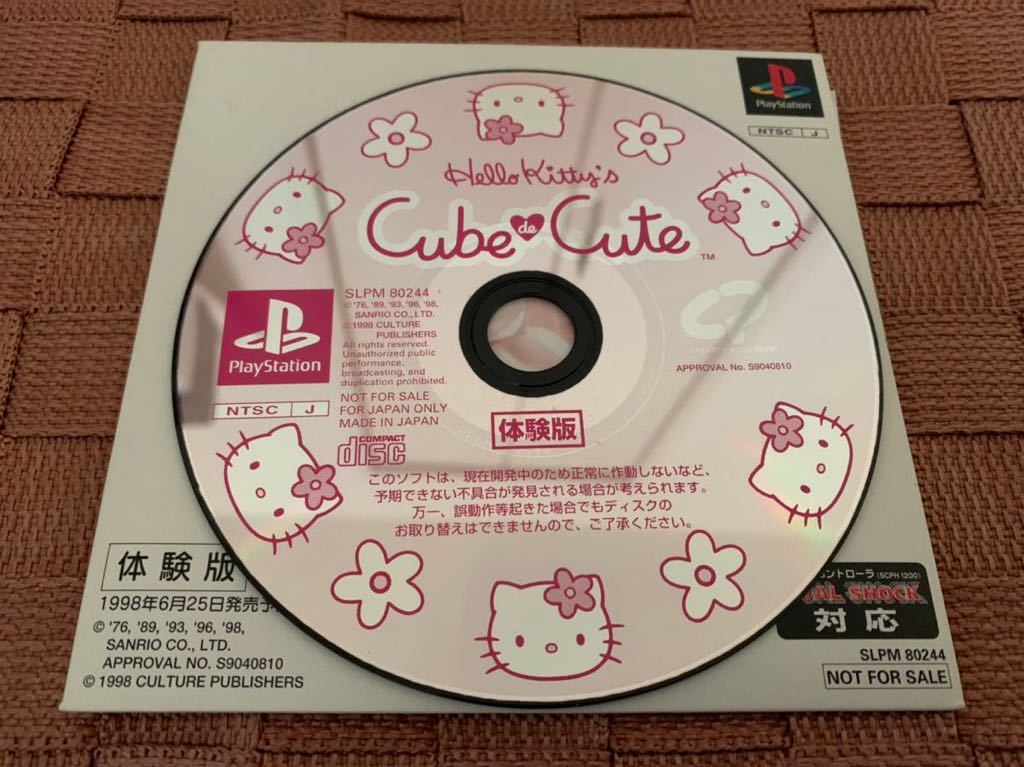 PlayStation
NTSC J
Hello Kitty's
Cube de Cute ™
PlayStation
NTSC J
SLPM 80244
© '76, '89, '93, '96, '98,
SANRIO CO., LTD.
© 1998 CULTURE
PUBLISHERS
All rights reserved.
Unauthorized public
performance,
broadcasting, and
duplication prohibited.
NOT FOR SALE
FOR JAPAN ONLY
MADE IN JAPAN
COMPACT
disc
APPROVAL No. S9040810
体験版
このソフトは、現在開発中のため正常に作動しないなど、
予期できない不具合が発見される場合が考えられます。
万一、誤動作等起きた場合でもディスクの
お取り替えはできませんので、ご了承ください。
体験版
1998年6月25日発売予
© '76, '89, '93, '96, '98,
SANRIO CO., LTD.
APPROVAL NO. S9040810
© 1998 CULTURE PUBLISHERS
コントローラ (SCPH 1200)
UAL SHOCK
対応
SLPM 80244
NOT FOR SALE